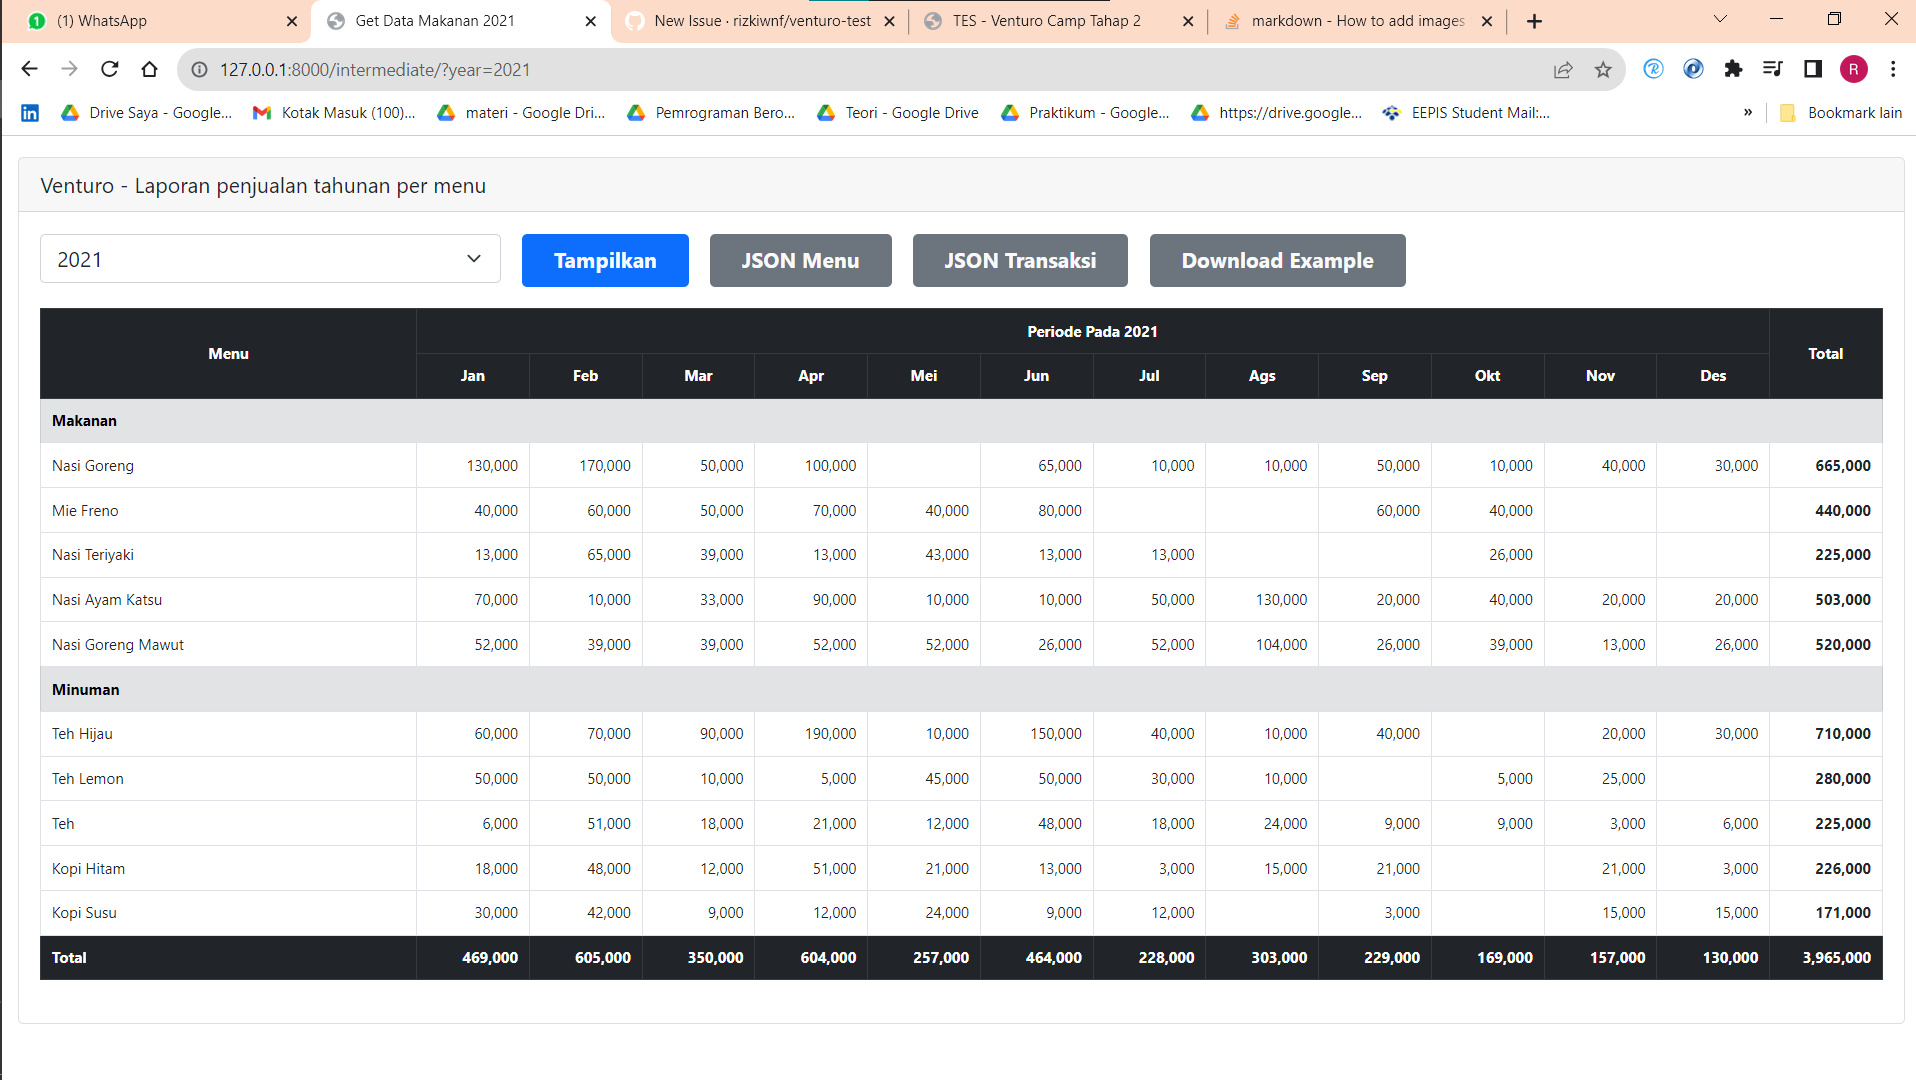 1 (1) WhatsApp
Get Data Makanan 2021
New Issue · rizkiwnf/venturo-test
TES - Venturo Camp Tahap 2
markdown - How to add images
127.0.0.1:8000/intermediate/?year=2021
R
in Drive Saya - Google...
Kotak Masuk (100)...
materi - Google Dri...
Pemrograman Bero...
Teori - Google Drive
Praktikum - Google...
https://drive.google...
EEPIS Student Mail:...
»
Bookmark lain
Venturo - Laporan penjualan tahunan per menu
2021 Tampilkan JSON Menu JSON Transaksi Download Example
Menu Periode Pada 2021 Total
Jan Feb Mar Apr Mei Jun Jul Ags Sep Okt Nov Des
Makanan
Nasi Goreng 130,000 170,000 50,000 100,000 65,000 10,000 10,000 50,000 10,000 40,000 30,000 665,000
Mie Freno 40,000 60,000 50,000 70,000 40,000 80,000 60,000 40,000 440,000
Nasi Teriyaki 13,000 65,000 39,000 13,000 43,000 13,000 13,000 26,000 225,000
Nasi Ayam Katsu 70,000 10,000 33,000 90,000 10,000 10,000 50,000 130,000 20,000 40,000 20,000 20,000 503,000
Nasi Goreng Mawut 52,000 39,000 39,000 52,000 52,000 26,000 52,000 104,000 26,000 39,000 13,000 26,000 520,000
Minuman
Teh Hijau 60,000 70,000 90,000 190,000 10,000 150,000 40,000 10,000 40,000 20,000 30,000 710,000
Teh Lemon 50,000 50,000 10,000 5,000 45,000 50,000 30,000 10,000 5,000 25,000 280,000
Teh 6,000 51,000 18,000 21,000 12,000 48,000 18,000 24,000 9,000 9,000 3,000 6,000 225,000
Kopi Hitam 18,000 48,000 12,000 51,000 21,000 13,000 3,000 15,000 21,000 21,000 3,000 226,000
Kopi Susu 30,000 42,000 9,000 12,000 24,000 9,000 12,000 3,000 15,000 15,000 171,000
Total 469,000 605,000 350,000 604,000 257,000 464,000 228,000 303,000 229,000 169,000 157,000 130,000 3,965,000